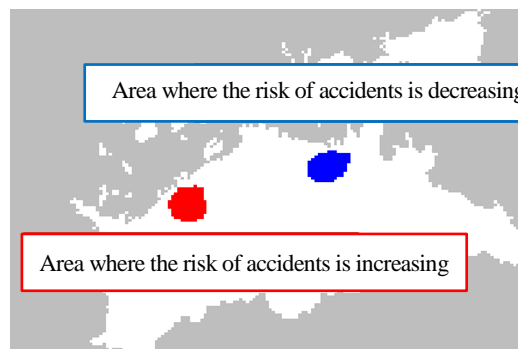 Area where the risk of accidents is decreasing
Area where the risk of accidents is increasing